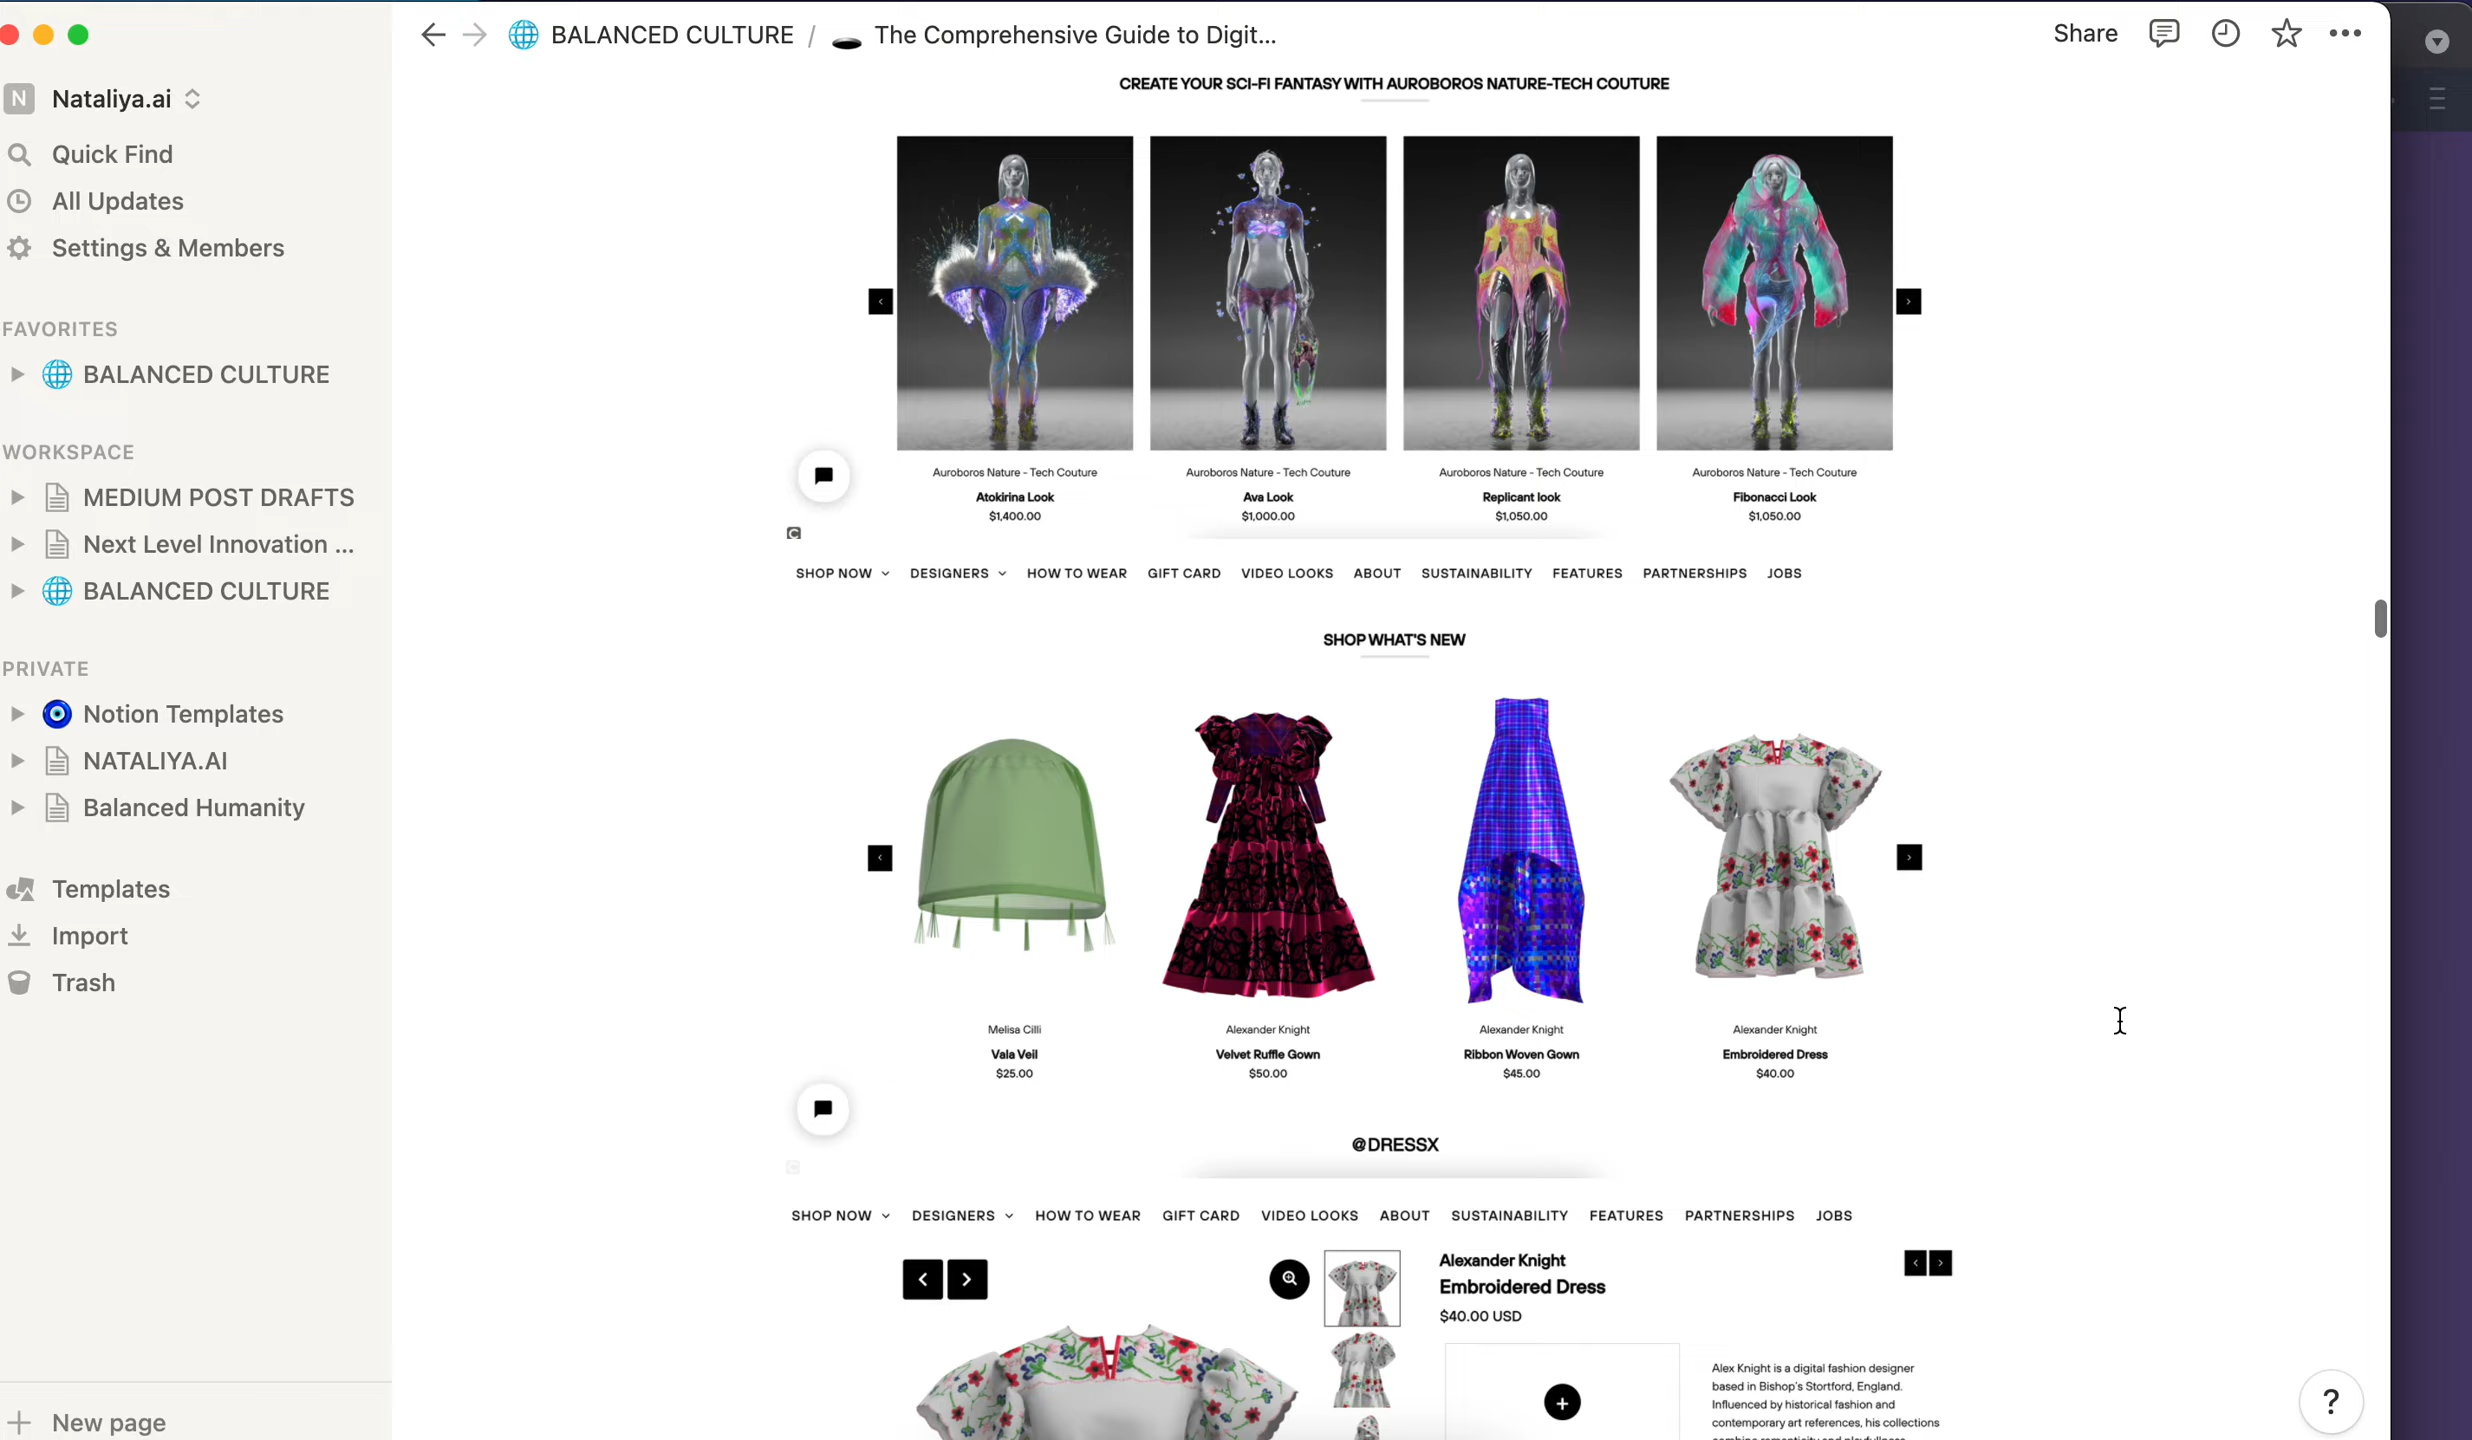 BALANCED CULTURE / The Comprehensive Guide to Digit...
Share
N Nataliya.ai
Quick Find
All Updates
Settings & Members
FAVORITES
BALANCED CULTURE
WORKSPACE
MEDIUM POST DRAFTS
Next Level Innovation ...
BALANCED CULTURE
PRIVATE
Notion Templates
NATALIYA.AI
Balanced Humanity
Templates
Import
Trash
New page
CREATE YOUR SCI-FI FANTASY WITH AUROBOROS NATURE-TECH COUTURE
Auroboros Nature - Tech Couture
Atokirina Look
$1,400.00
Auroboros Nature - Tech Couture
Ava Look
$1,000.00
Auroboros Nature - Tech Couture
Replicant look
$1,050.00
Auroboros Nature - Tech Couture
Fibonacci Look
$1,050.00
SHOP NOW DESIGNERS HOW TO WEAR GIFT CARD VIDEO LOOKS ABOUT SUSTAINABILITY FEATURES PARTNERSHIPS JOBS
SHOP WHAT'S NEW
Melisa Cilli
Vala Veil
$25.00
Alexander Knight
Velvet Ruffle Gown
$50.00
Alexander Knight
Ribbon Woven Gown
$45.00
Alexander Knight
Embroidered Dress
$40.00
@DRESSX
SHOP NOW DESIGNERS HOW TO WEAR GIFT CARD VIDEO LOOKS ABOUT SUSTAINABILITY FEATURES PARTNERSHIPS JOBS
Alexander Knight
Embroidered Dress
$40.00 USD
Alex Knight is a digital fashion designer
based in Bishop's Stortford, England.
Influenced by historical fashion and
contemporary art references, his collections
?